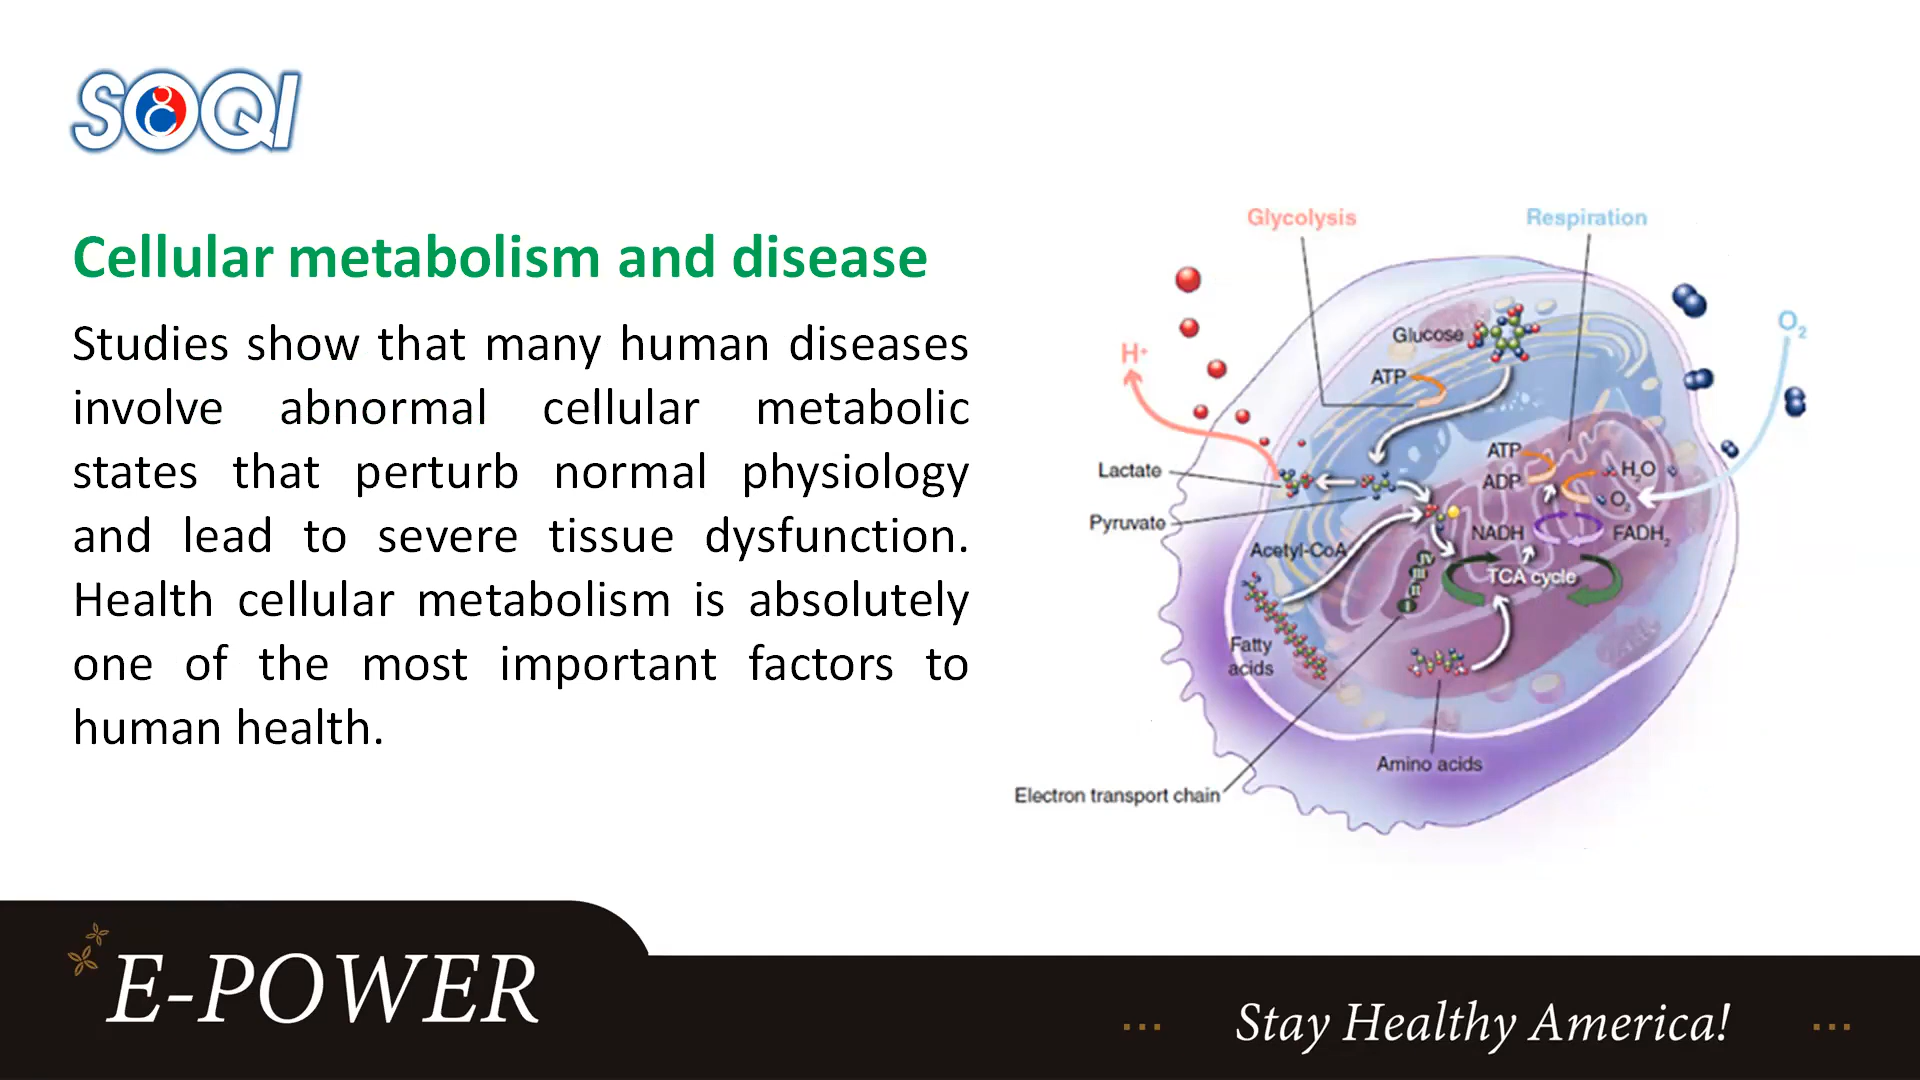 SOQI
Cellular metabolism and disease
Studies show that many human diseases
involve abnormal cellular metabolic
states that perturb normal physiology
and lead to severe tissue dysfunction.
Health cellular metabolism is absolutely
one of the most important factors to
human health.
Glycolysis
Respiration
Glucose
ATP
H+
O2
Lactate
Pyruvate
ATP
ADP
H2O
O2
NADH
FADH2
Acetyl-CoA
TCA cycle
IV
III
II
I
Fatty
acids
Amino acids
Electron transport chain
E-POWER
... Stay Healthy America! ...